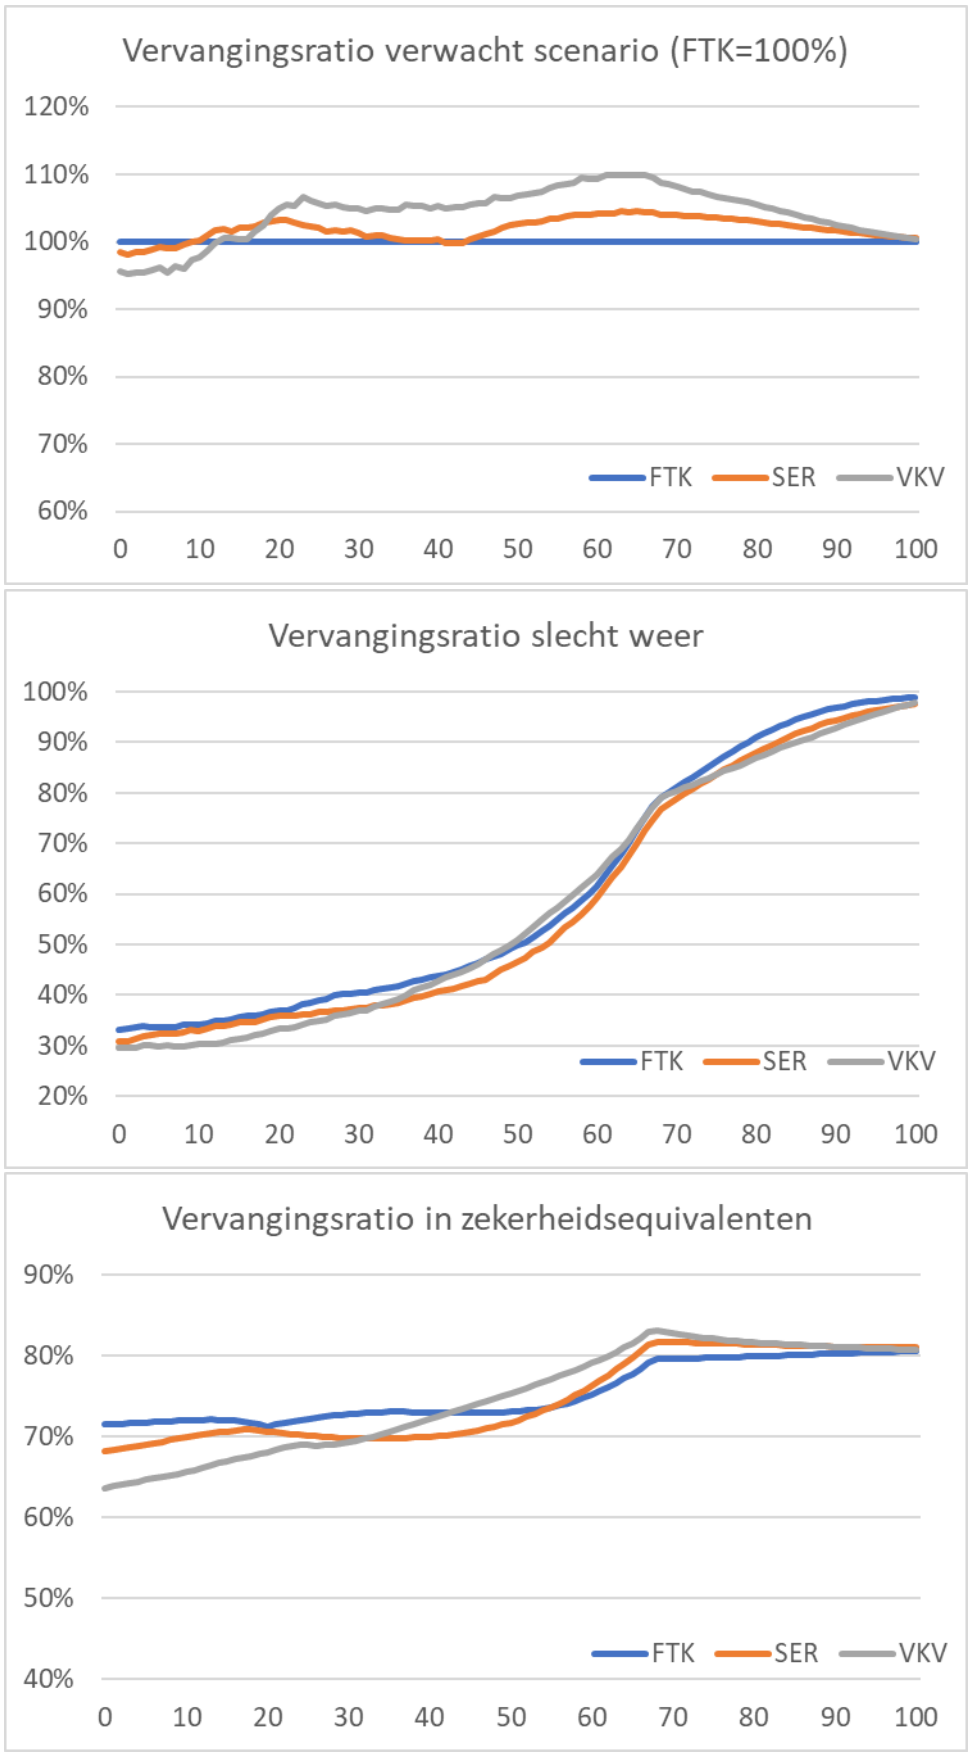 Vervangingsratio verwacht scenario (FTK=100%)
120%
110%
100%
90%
80%
70%
60%
FTK SER VKV
0 10 20 30 40 50 60 70 80 90 100
Vervangingsratio slecht weer
100%
90%
80%
70%
60%
50%
40%
30%
20%
FTK SER VKV
0 10 20 30 40 50 60 70 80 90 100
Vervangingsratio in zekerheidsequivalenten
90%
80%
70%
60%
50%
40%
FTK SER VKV
0 10 20 30 40 50 60 70 80 90 100